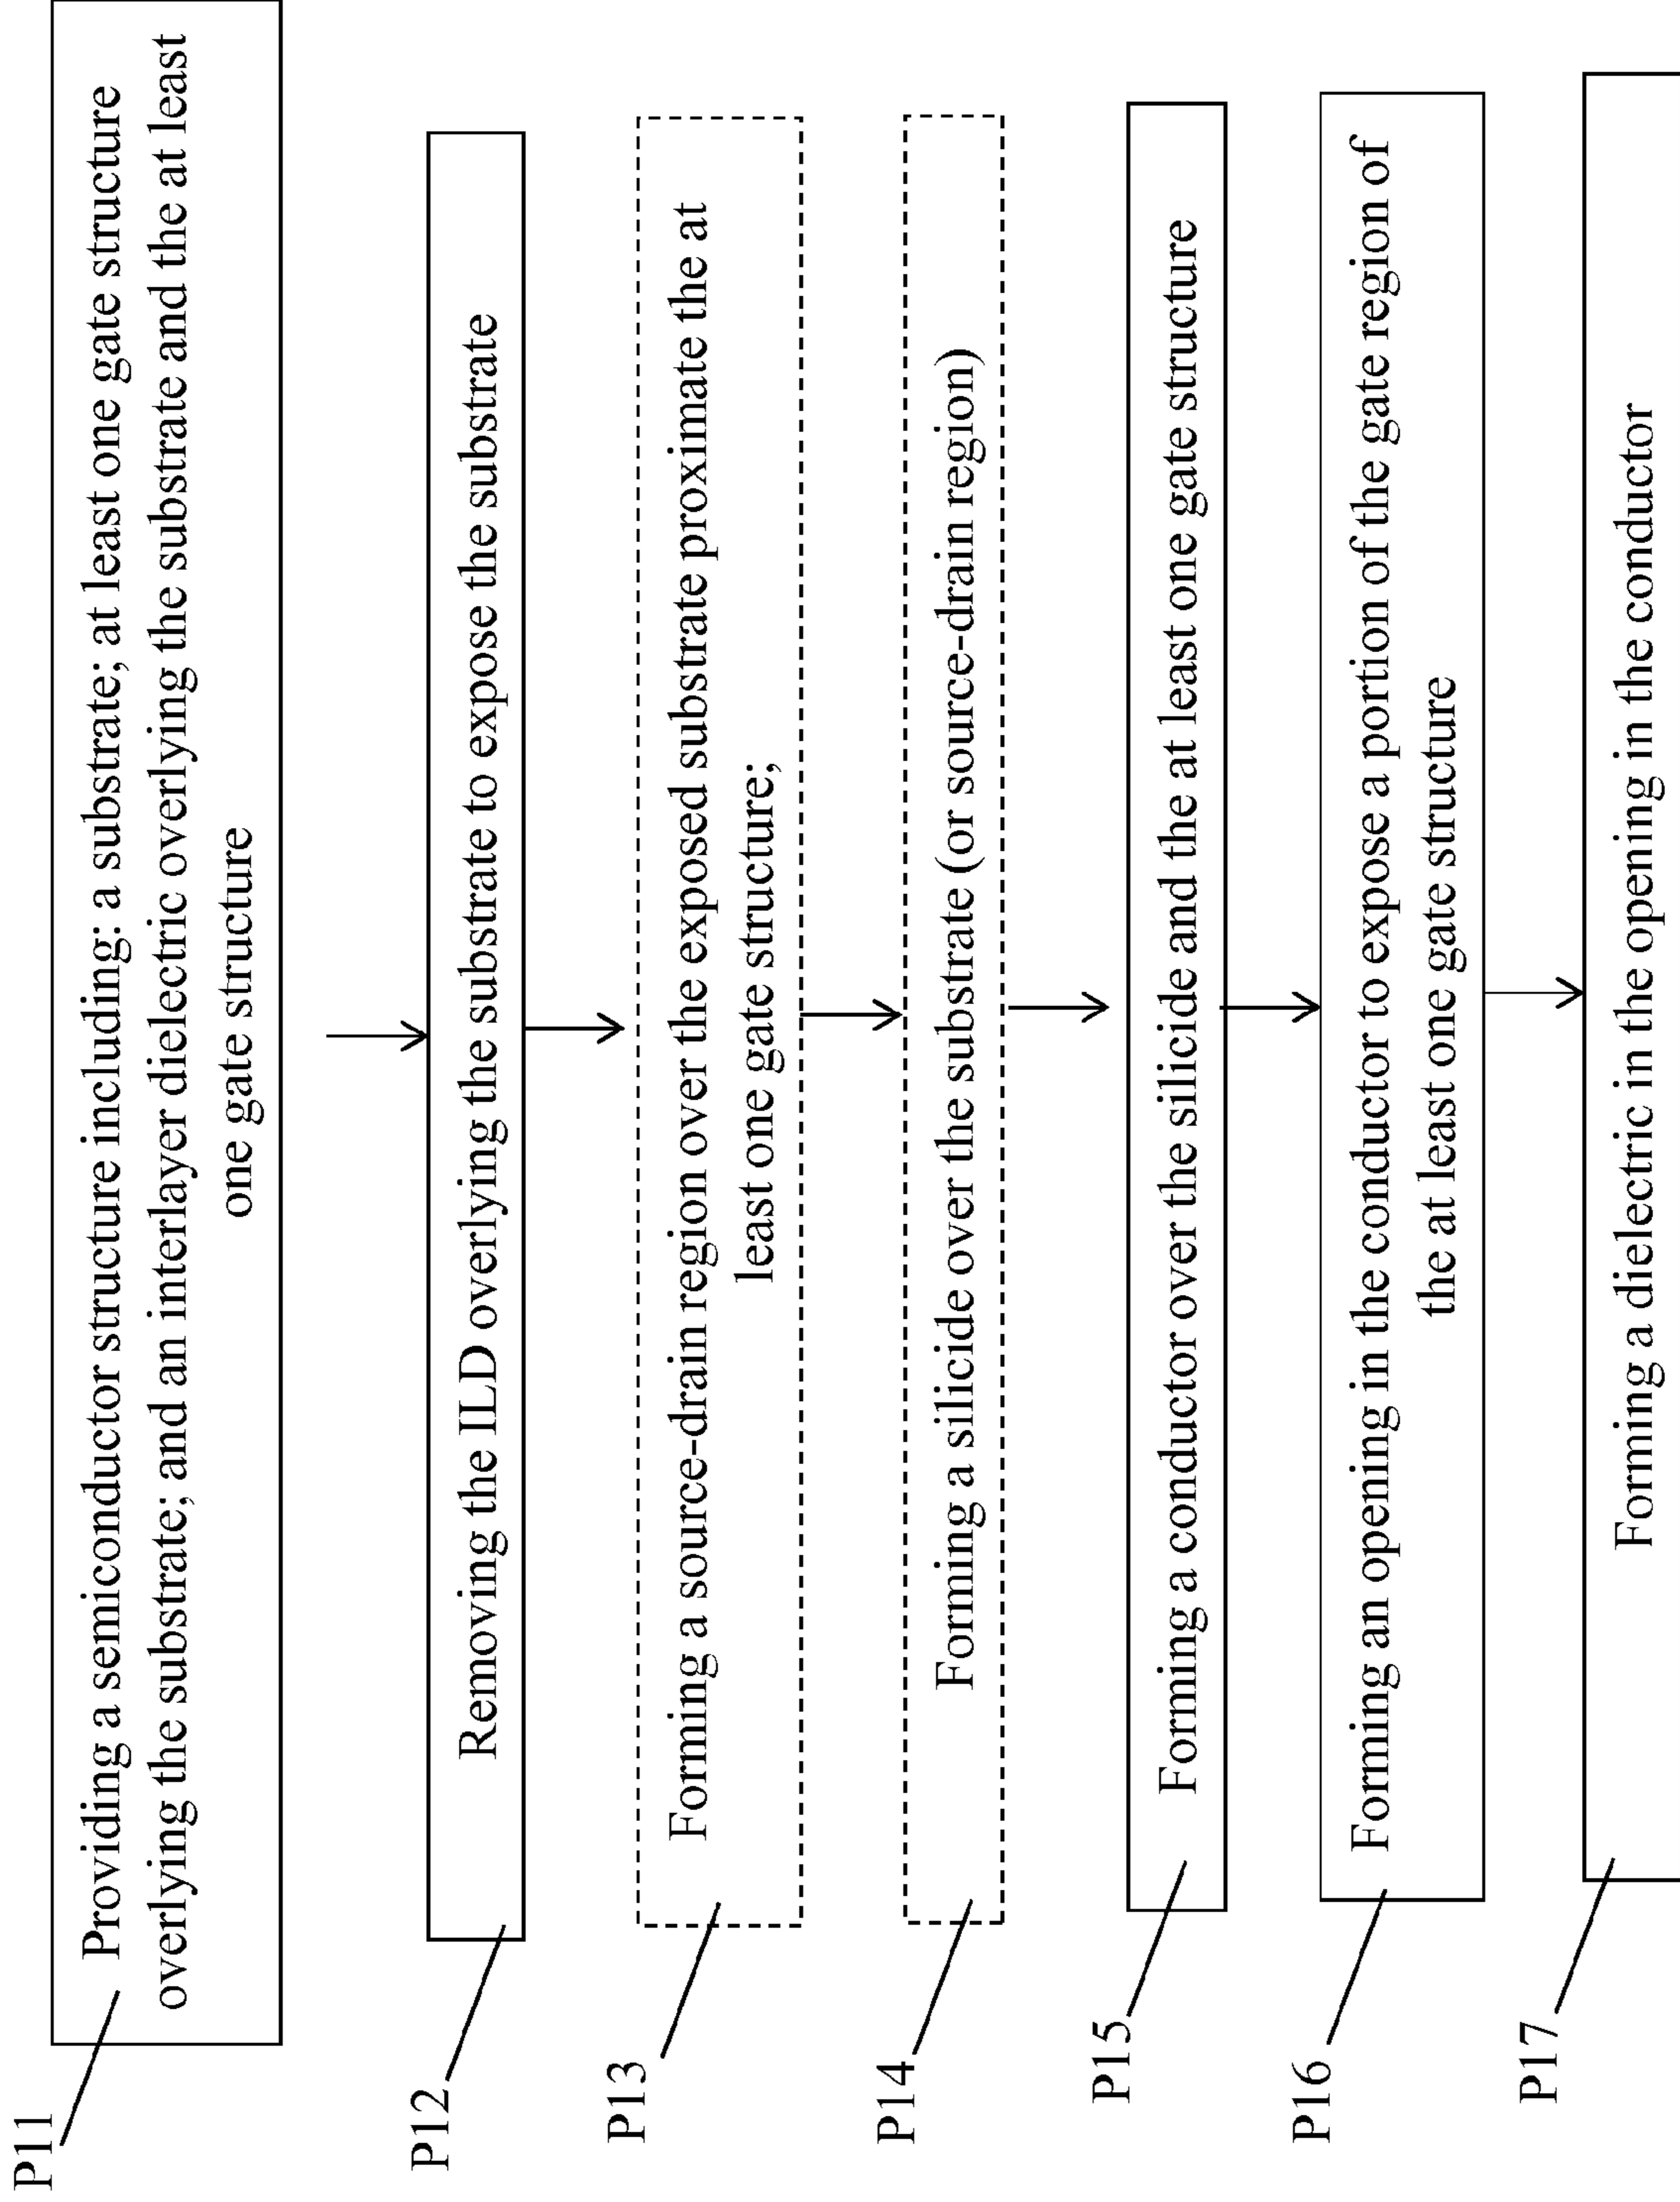 P11
Providing a semiconductor structure including: a substrate; at least one gate structure
overlying the substrate; and an interlayer dielectric overlying the substrate and the at least
one gate structure
P12
Removing the ILD overlying the substrate to expose the substrate
P13
Forming a source-drain region over the exposed substrate proximate the at
least one gate structure;
P14
Forming a silicide over the substrate (or source-drain region)
P15
Forming a conductor over the silicide and the at least one gate structure
P16
Forming an opening in the conductor to expose a portion of the gate region of
the at least one gate structure
P17
Forming a dielectric in the opening in the conductor